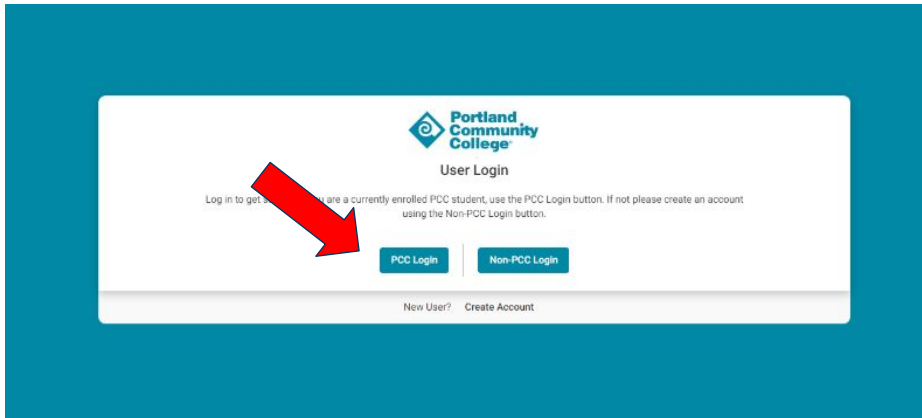 Portland
Community
College
User Login
Log in to get are a currently enrolled PCC student, use the PCC Login button. If not please create an account
using the Non-PCC Login button.
PCC Login
Non-PCC Login
New User? Create Account